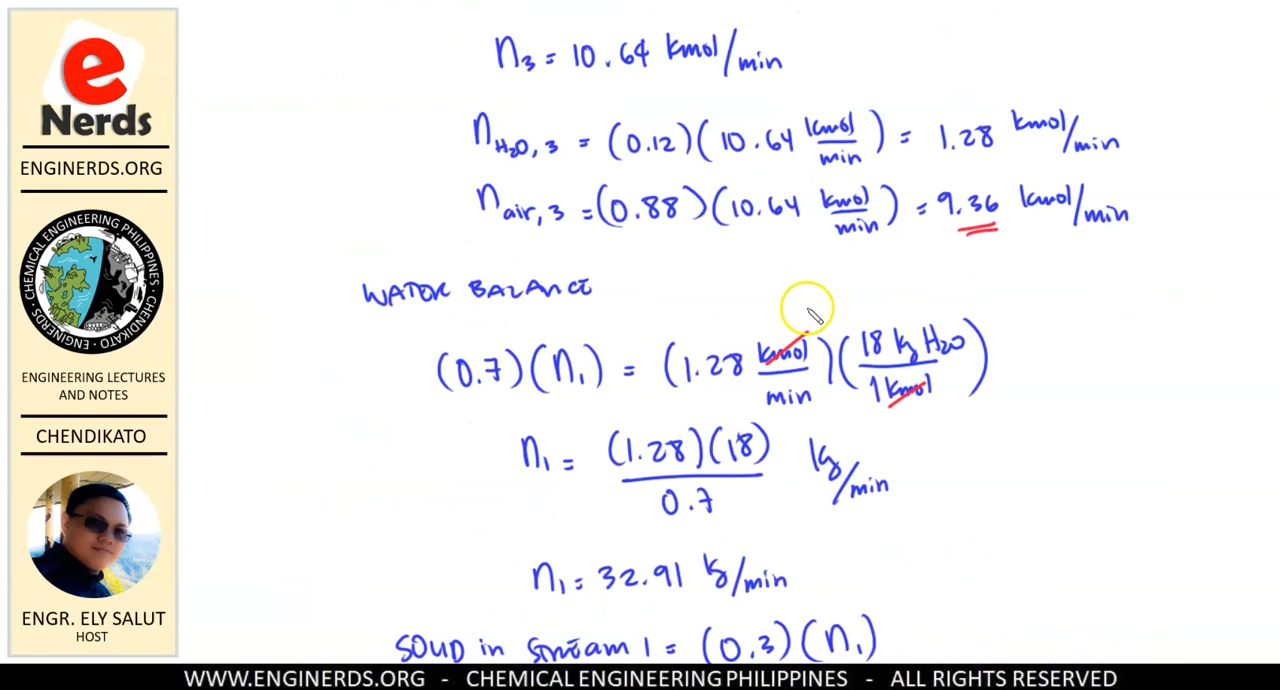 e
Nerds
ENGINERDS.ORG
CHEMICAL ENGINEERING PHILIPPINES
ENGINERDS · CHENDIKATO
ENGINEERING LECTURES
AND NOTES
CHENDIKATO
ENGR. ELY SALUT
HOST
n₃ = 10.64 kmol/min
n_H₂O,3 = (0.12)(10.64 kmol/min) = 1.28 kmol/min
n_air,3 = (0.88)(10.64 kmol/min) = 9.36 kmol/min
WATER BALANCE
(0.7)(n₁) = (1.28 kmol/min)(18 kg H₂O/1 kmol)
n₁ = (1.28)(18)/0.7 kg/min
n₁ = 32.91 kg/min
SOLID in stream 1 = (0.3)(n₁)
WWW.ENGINERDS.ORG - CHEMICAL ENGINEERING PHILIPPINES - ALL RIGHTS RESERVED